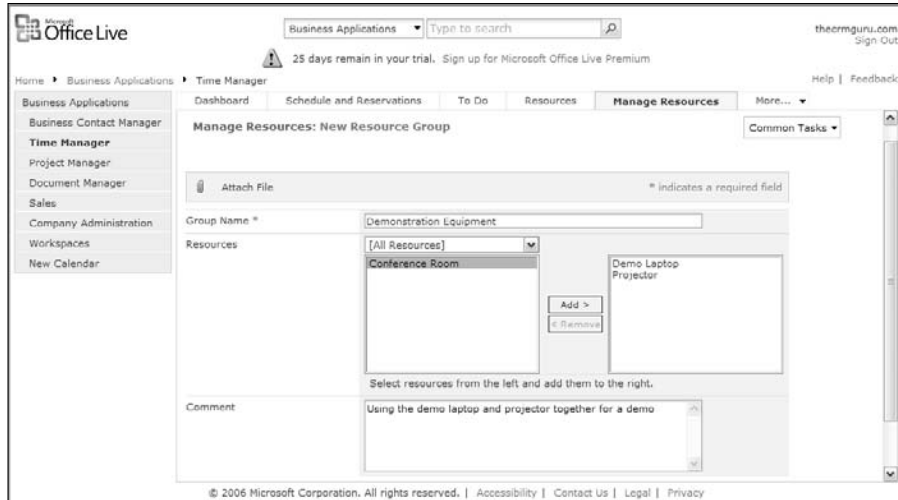 Microsoft
Office Live
Business Applications Type to search
thecrmguru.com
Sign Out
25 days remain in your trial. Sign up for Microsoft Office Live Premium
Home Business Applications Time Manager
Help | Feedback
Business Applications
Business Contact Manager
Time Manager
Project Manager
Document Manager
Sales
Company Administration
Workspaces
New Calendar
Dashboard Schedule and Reservations To Do Resources Manage Resources More...
Manage Resources: New Resource Group
Common Tasks
Attach File
* indicates a required field
Group Name *
Demonstration Equipment
Resources
[All Resources]
Conference Room
Add >
< Remove
Demo Laptop
Projector
Select resources from the left and add them to the right.
Comment
Using the demo laptop and projector together for a demo
© 2006 Microsoft Corporation. All rights reserved. | Accessibility | Contact Us | Legal | Privacy